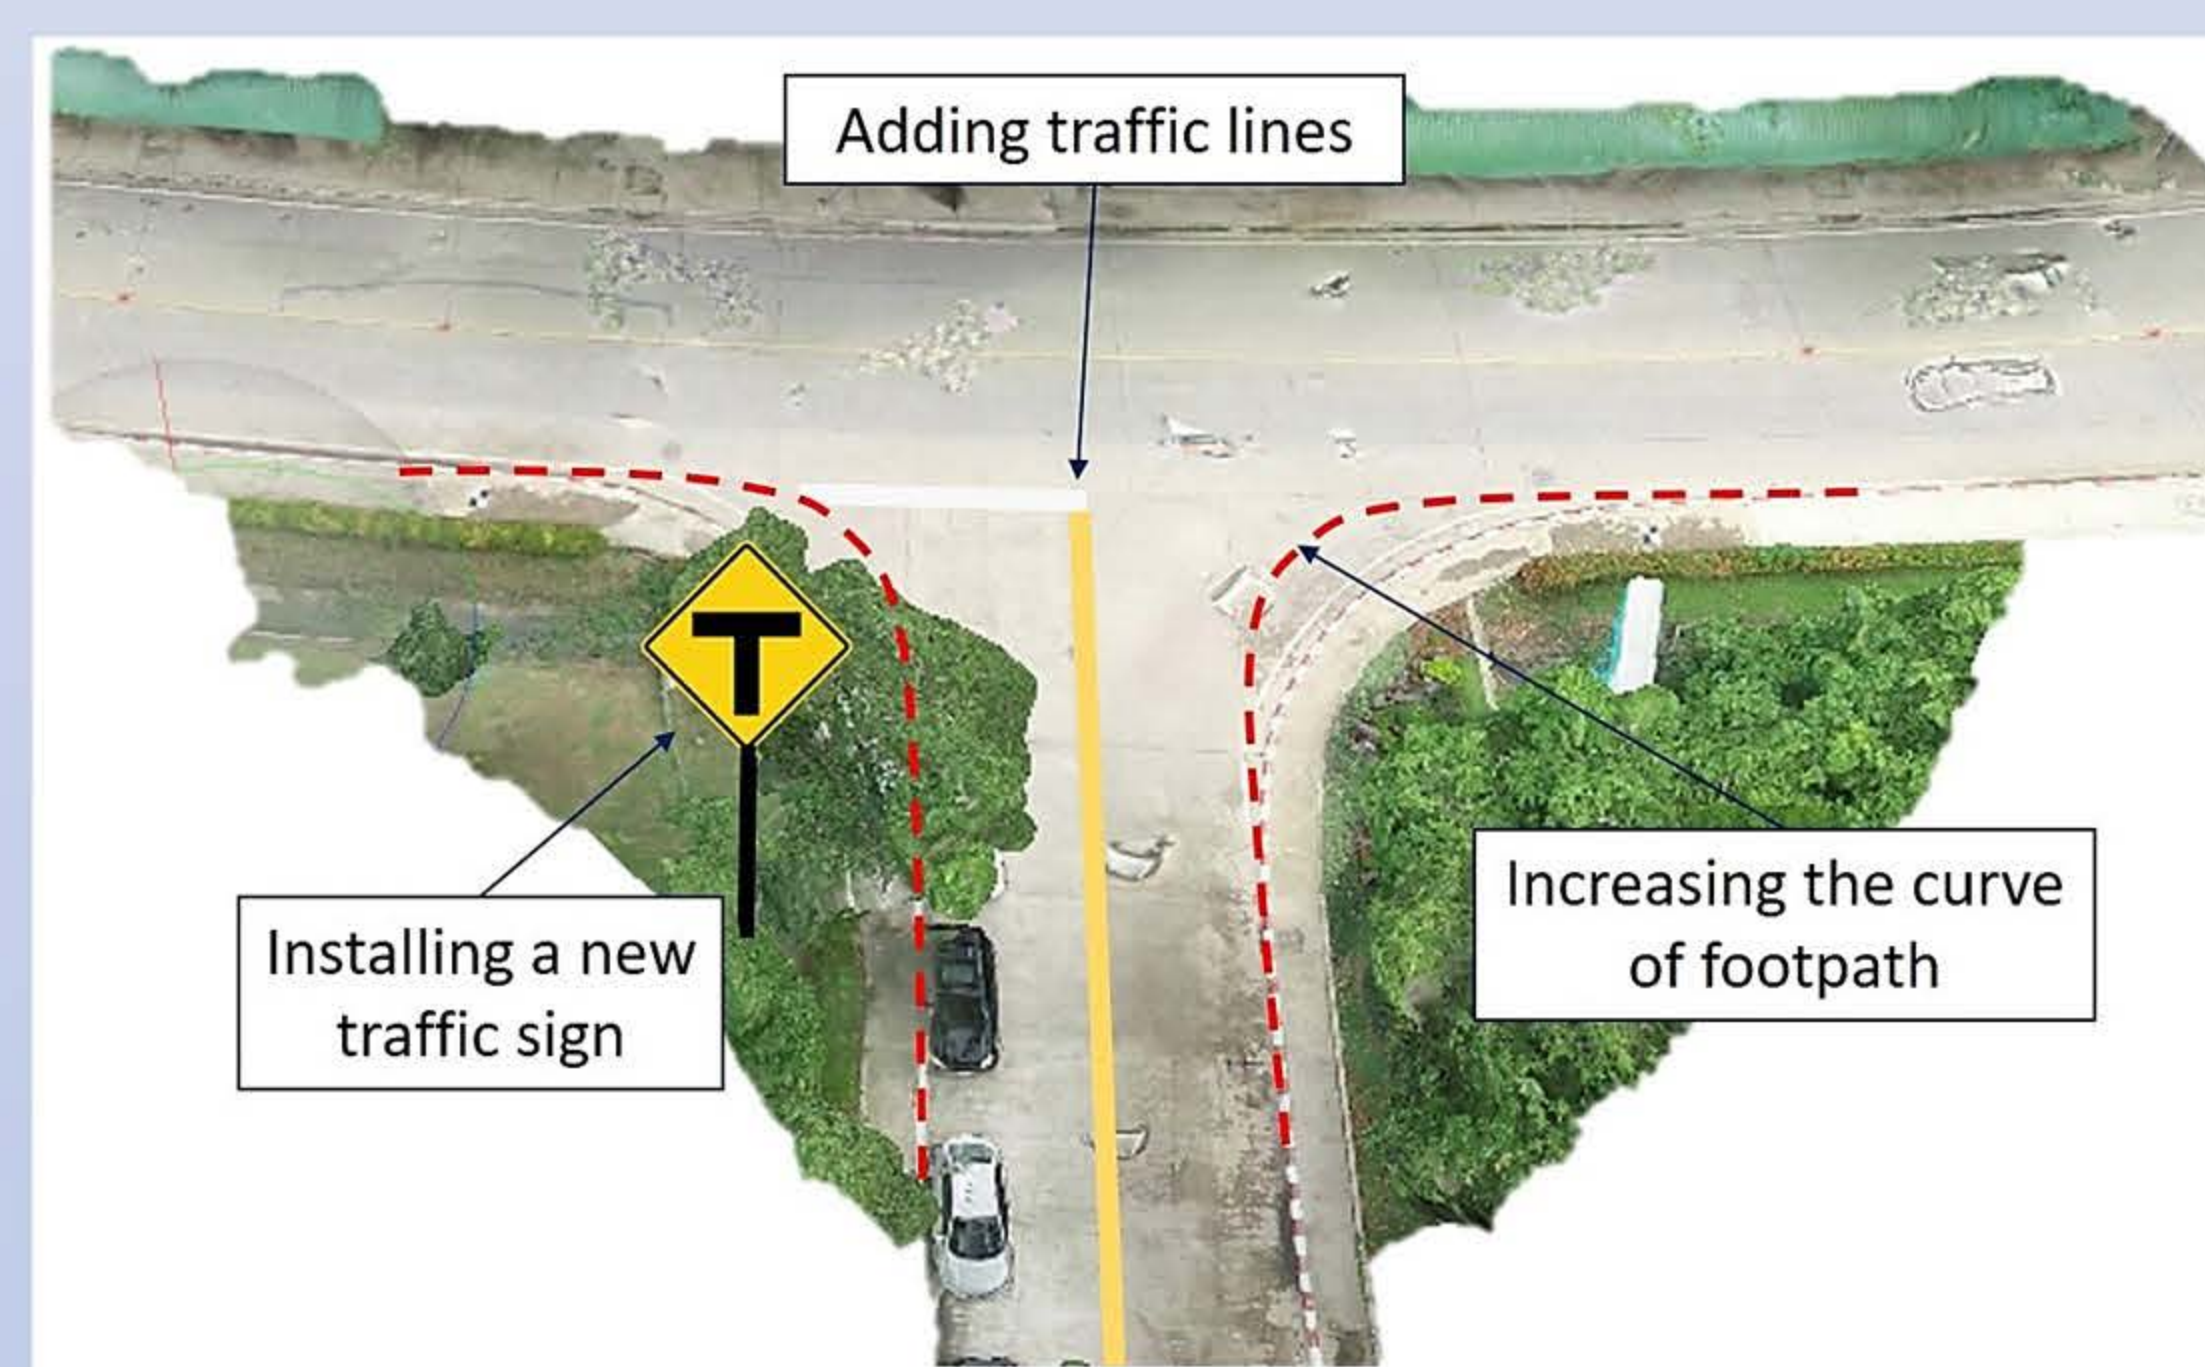 Adding traffic lines
Installing a new
traffic sign
Increasing the curve
of footpath